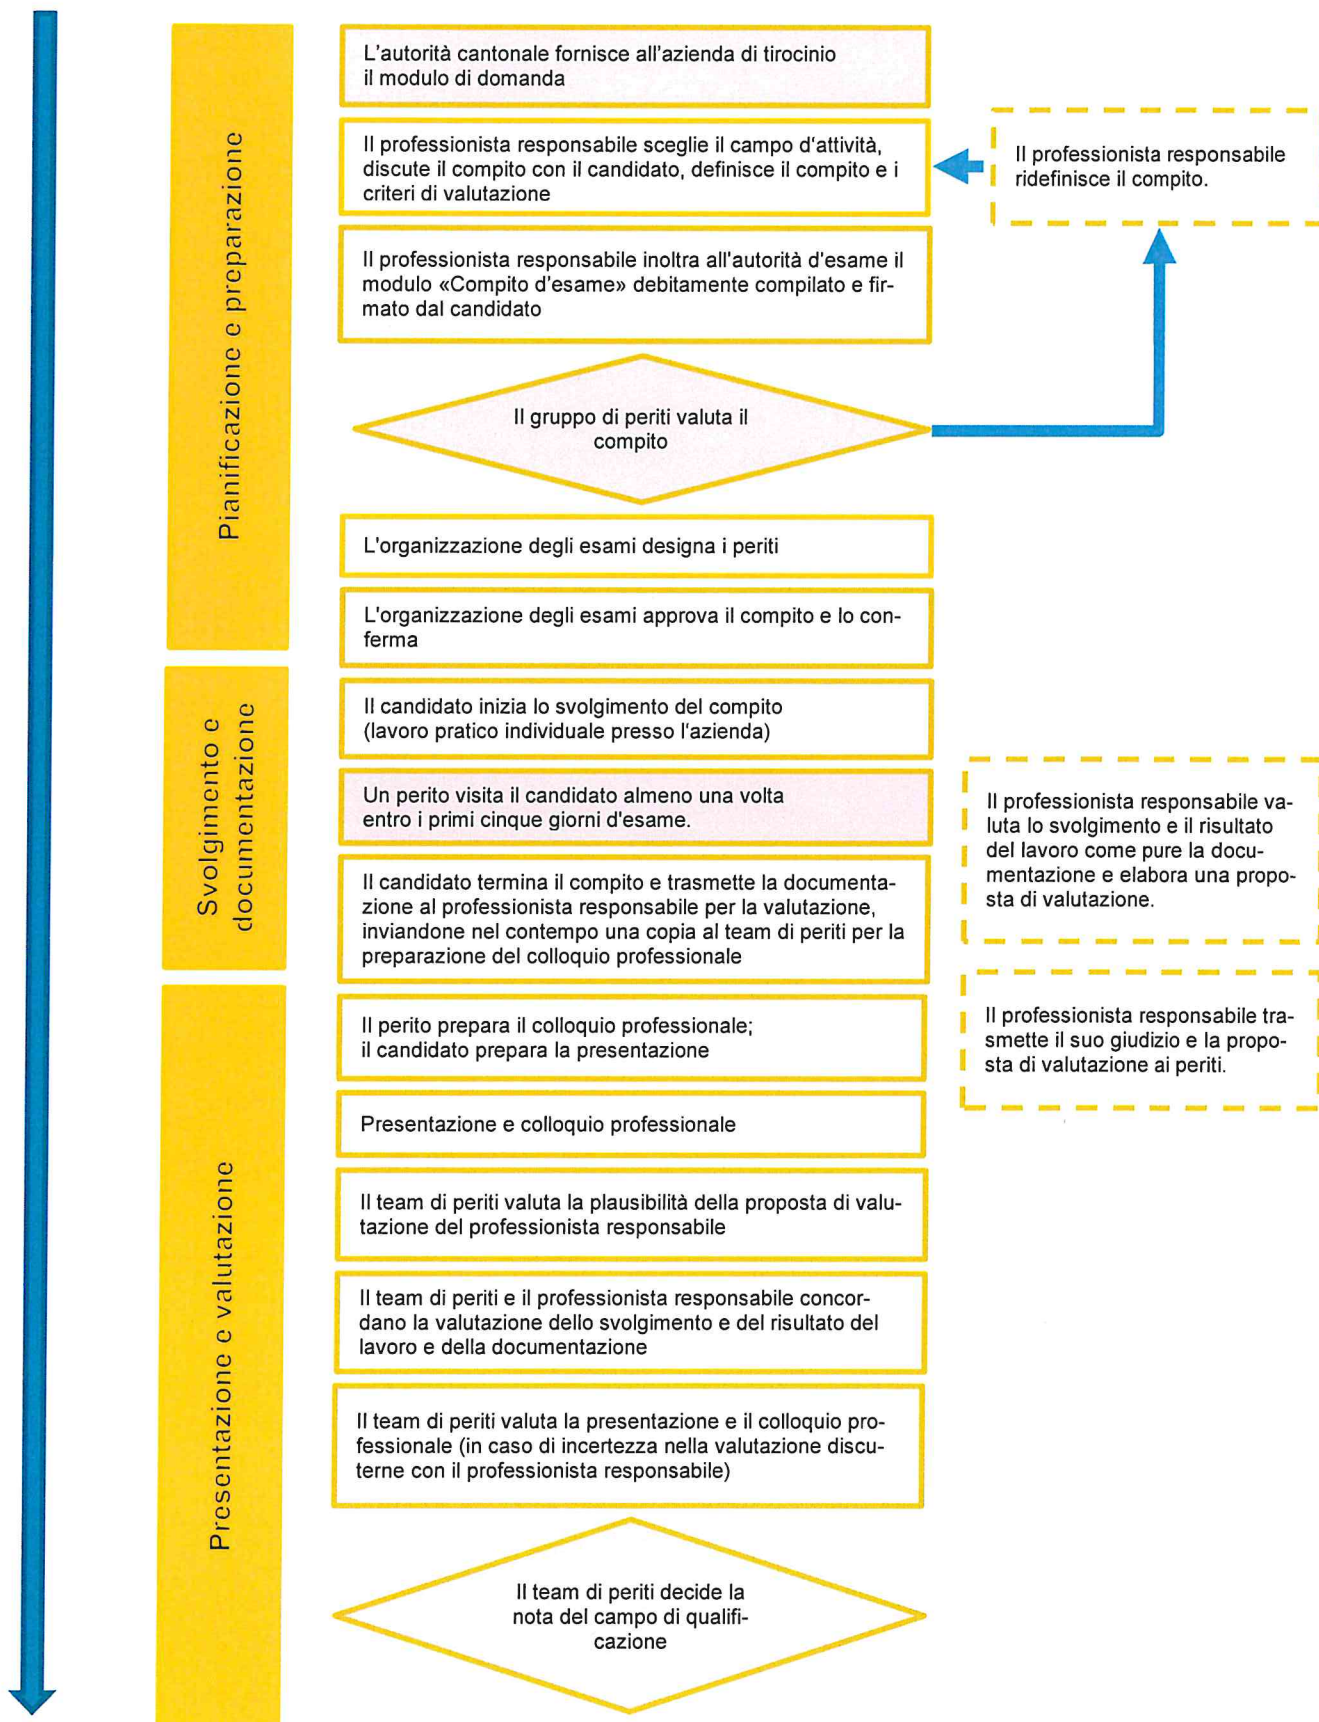 Pianificazione e preparazione
L'autorità cantonale fornisce all'azienda di tirocinio
il modulo di domanda
Il professionista responsabile sceglie il campo d'attività,
discute il compito con il candidato, definisce il compito e i
criteri di valutazione
Il professionista responsabile
ridefinisce il compito.
Il professionista responsabile inoltra all'autorità d'esame il
modulo «Compito d'esame» debitamente compilato e fir-
mato dal candidato
Il gruppo di periti valuta il
compito
L'organizzazione degli esami designa i periti
L'organizzazione degli esami approva il compito e lo con-
ferma
Svolgimento e
documentazione
Il candidato inizia lo svolgimento del compito
(lavoro pratico individuale presso l'azienda)
Un perito visita il candidato almeno una volta
entro i primi cinque giorni d'esame.
Il candidato termina il compito e trasmette la documenta-
zione al professionista responsabile per la valutazione,
inviandone nel contempo una copia al team di periti per la
preparazione del colloquio professionale
Il professionista responsabile va-
luta lo svolgimento e il risultato
del lavoro come pure la docu-
mentazione e elabora una propo-
sta di valutazione.
Presentazione e valutazione
Il perito prepara il colloquio professionale;
il candidato prepara la presentazione
Il professionista responsabile tra-
smette il suo giudizio e la propo-
sta di valutazione ai periti.
Presentazione e colloquio professionale
Il team di periti valuta la plausibilità della proposta di valu-
tazione del professionista responsabile
Il team di periti e il professionista responsabile concor-
dano la valutazione dello svolgimento e del risultato del
lavoro e della documentazione
Il team di periti valuta la presentazione e il colloquio pro-
fessionale (in caso di incertezza nella valutazione discu-
terne con il professionista responsabile)
Il team di periti decide la
nota del campo di qualifi-
cazione